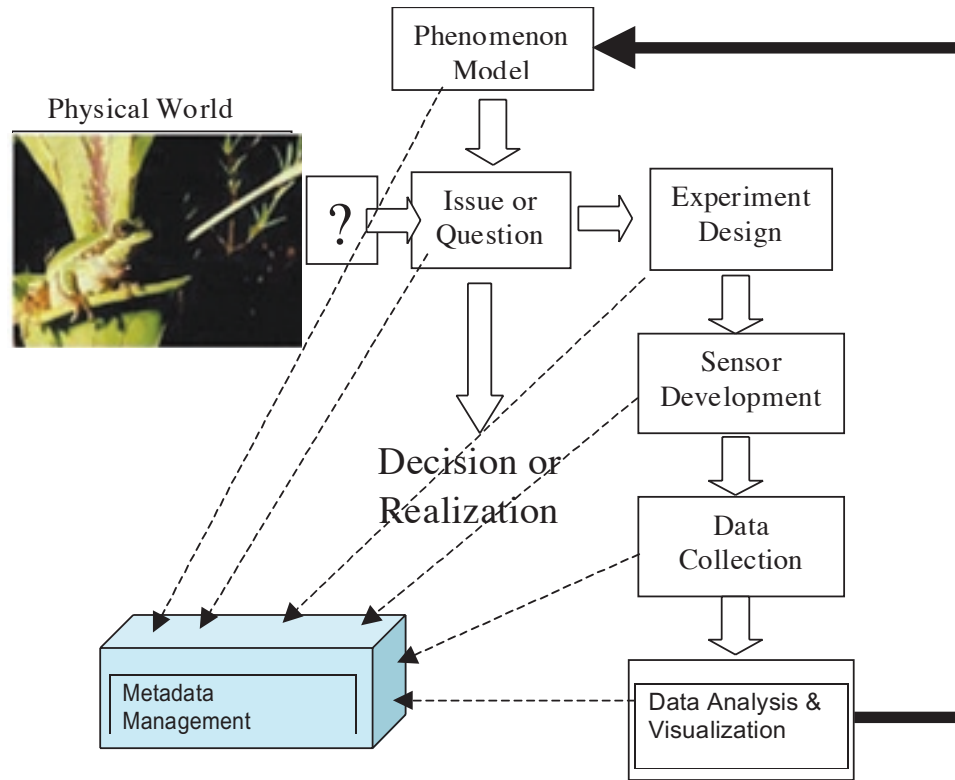 Phenomenon
Model
Physical World
?
Issue or
Question
Experiment
Design
Sensor
Development
Decision or
Realization
Data
Collection
Metadada
Management
Data Analysis &
Visualization